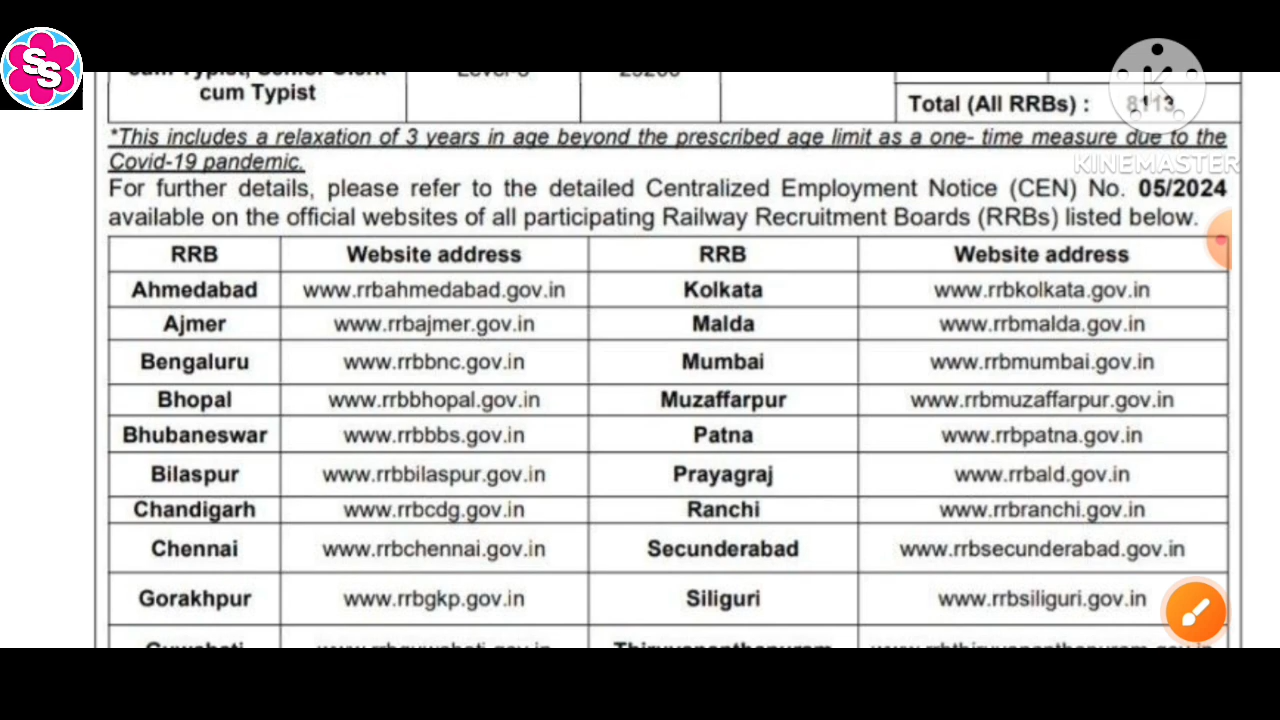 SS
cum Typist, Senior Clerk
cum Typist
Total (All RRBs) : 8113
KINEMASTER
*This includes a relaxation of 3 years in age beyond the prescribed age limit as a one- time measure due to the
Covid-19 pandemic.
For further details, please refer to the detailed Centralized Employment Notice (CEN) No. 05/2024
available on the official websites of all participating Railway Recruitment Boards (RRBs) listed below.
RRB Website address RRB Website address
Ahmedabad www.rrbahmedabad.gov.in Kolkata www.rrbkolkata.gov.in
Ajmer www.rrbajmer.gov.in Malda www.rrbmalda.gov.in
Bengaluru www.rrbbnc.gov.in Mumbai www.rrbmumbai.gov.in
Bhopal www.rrbbhopal.gov.in Muzaffarpur www.rrbmuzaffarpur.gov.in
Bhubaneswar www.rrbbbs.gov.in Patna www.rrbpatna.gov.in
Bilaspur www.rrbbilaspur.gov.in Prayagraj www.rrbald.gov.in
Chandigarh www.rrbcdg.gov.in Ranchi www.rrbranchi.gov.in
Chennai www.rrbchennai.gov.in Secunderabad www.rrbsecunderabad.gov.in
Gorakhpur www.rrbgkp.gov.in Siliguri www.rrbsiliguri.gov.in